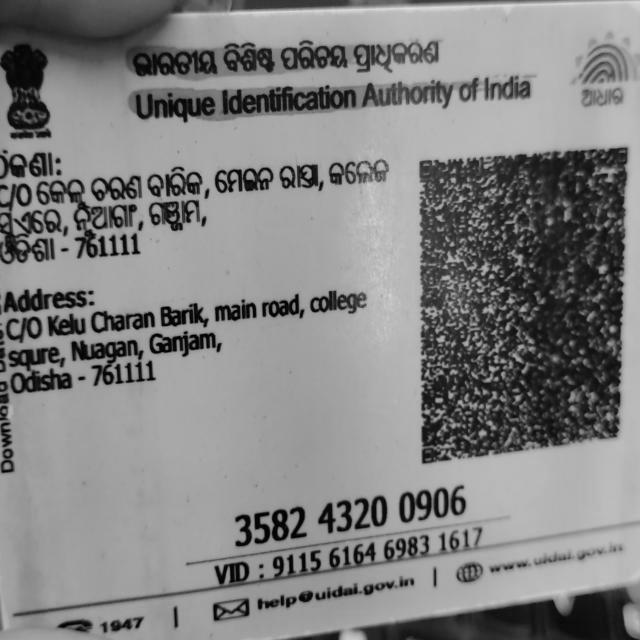 ଭାରତୀୟ ବିଶିଷ୍ଟ ପରିଚୟ ପ୍ରାଧିକରଣ
Unique Identification Authority of India
ଆଧାର
ଠିକଣା:
C/O କେଳୁ ଚରଣ ବାରିକ, ମେଇନ ରାସ୍ତା, କଲେଜ
ସ୍କ୍ୱଏରେ, ନୂଆଗାଁ, ଗଞ୍ଜାମ,
ଓଡିଶା - 761111
Address:
C/O Kelu Charan Barik, main road, college
squre, Nuagan, Ganjam,
Odisha - 761111
Download
3582 4320 0906
VID : 9115 6164 6983 1617
1947 | help@uidai.gov.in | www.uidai.gov.in